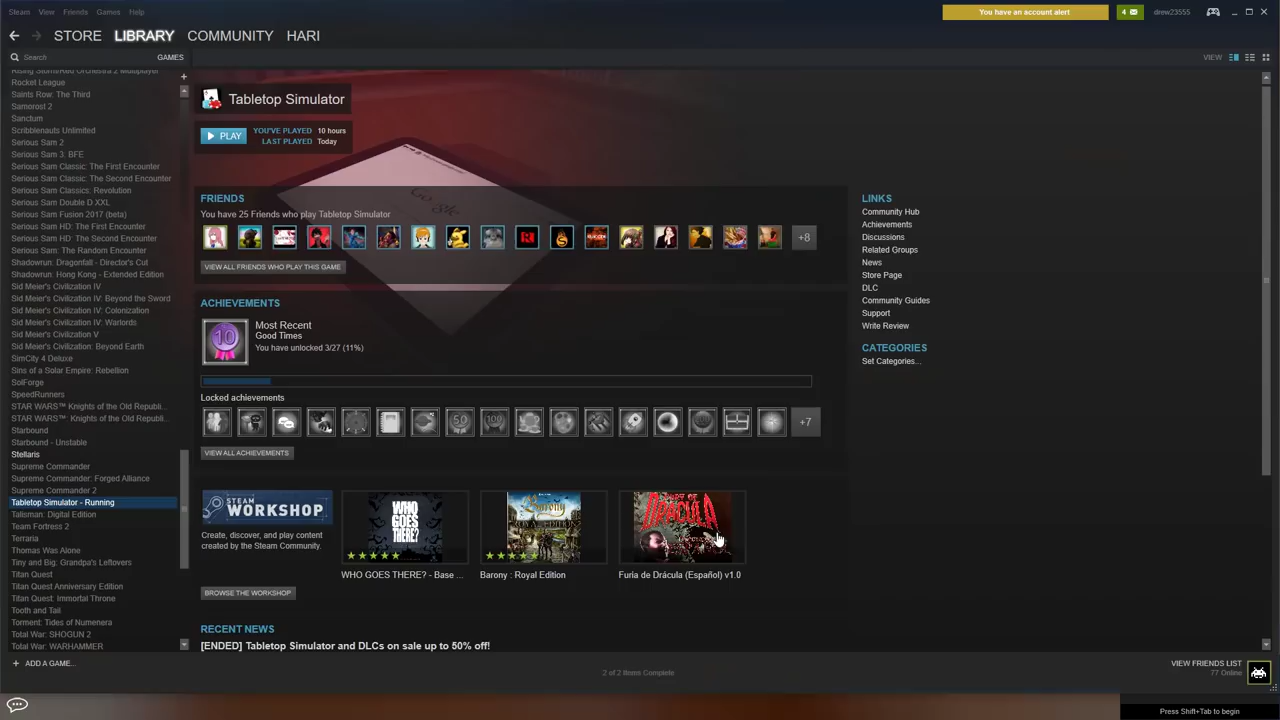 Steam View Friends Games Help
You have an account alert
4
drew23555
STORE LIBRARY COMMUNITY HARI
Search GAMES
VIEW
Rising Storm/Red Orchestra 2 Multiplayer
Rocket League
Saints Row: The Third
Samorost 2
Sanctum
Scribblenauts Unlimited
Serious Sam 2
Serious Sam 3: BFE
Serious Sam Classic: The First Encounter
Serious Sam Classic: The Second Encounter
Serious Sam Classics: Revolution
Serious Sam Double D XXL
Serious Sam Fusion 2017 (beta)
Serious Sam HD: The First Encounter
Serious Sam HD: The Second Encounter
Serious Sam: The Random Encounter
Shadowrun: Dragonfall - Director's Cut
Shadowrun: Hong Kong - Extended Edition
Sid Meier's Civilization IV
Sid Meier's Civilization IV: Beyond the Sword
Sid Meier's Civilization IV: Colonization
Sid Meier's Civilization IV: Warlords
Sid Meier's Civilization V
Sid Meier's Civilization: Beyond Earth
SimCity 4 Deluxe
Sins of a Solar Empire: Rebellion
SolForge
SpeedRunners
STAR WARS™ Knights of the Old Republi...
STAR WARS™: Knights of the Old Republi...
Starbound
Starbound - Unstable
Stellaris
Supreme Commander
Supreme Commander: Forged Alliance
Supreme Commander 2
Tabletop Simulator - Running
Talisman: Digital Edition
Team Fortress 2
Terraria
Thomas Was Alone
Tiny and Big: Grandpa's Leftovers
Titan Quest
Titan Quest Anniversary Edition
Titan Quest: Immortal Throne
Tooth and Tail
Torment: Tides of Numenera
Total War: SHOGUN 2
Total War: WARHAMMER
+ ADD A GAME...
Tabletop Simulator
PLAY
YOU'VE PLAYED 10 hours
LAST PLAYED Today
Google
FRIENDS
You have 25 Friends who play Tabletop Simulator
+8
VIEW ALL FRIENDS WHO PLAY THIS GAME
ACHIEVEMENTS
10
Most Recent
Good Times
You have unlocked 3/27 (11%)
Locked achievements
50
100
+7
VIEW ALL ACHIEVEMENTS
STEAM WORKSHOP
Create, discover, and play content
created by the Steam Community.
BROWSE THE WORKSHOP
WHO GOES THERE?
WHO GOES THERE? - Base ...
Barony
ROYAL EDITION
Barony : Royal Edition
DRACULA
Furia de Drácula (Español) v1.0
RECENT NEWS
[ENDED] Tabletop Simulator and DLCs on sale up to 50% off!
LINKS
Community Hub
Achievements
Discussions
Related Groups
News
Store Page
DLC
Community Guides
Support
Write Review
CATEGORIES
Set Categories...
2 of 2 Items Complete
VIEW FRIENDS LIST
77 Online
Press Shift+Tab to begin